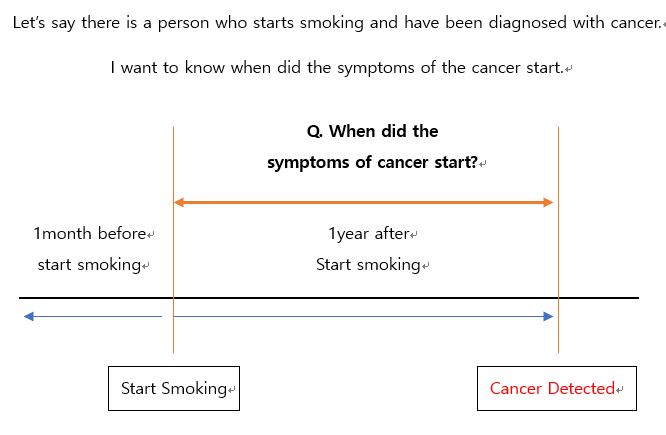 Let's say there is a person who starts smoking and have been diagnosed with cancer.
I want to know when did the symptoms of the cancer start.
Q. When did the
symptoms of cancer start?
1month before
start smoking
1year after
Start smoking
Start Smoking
Cancer Detected